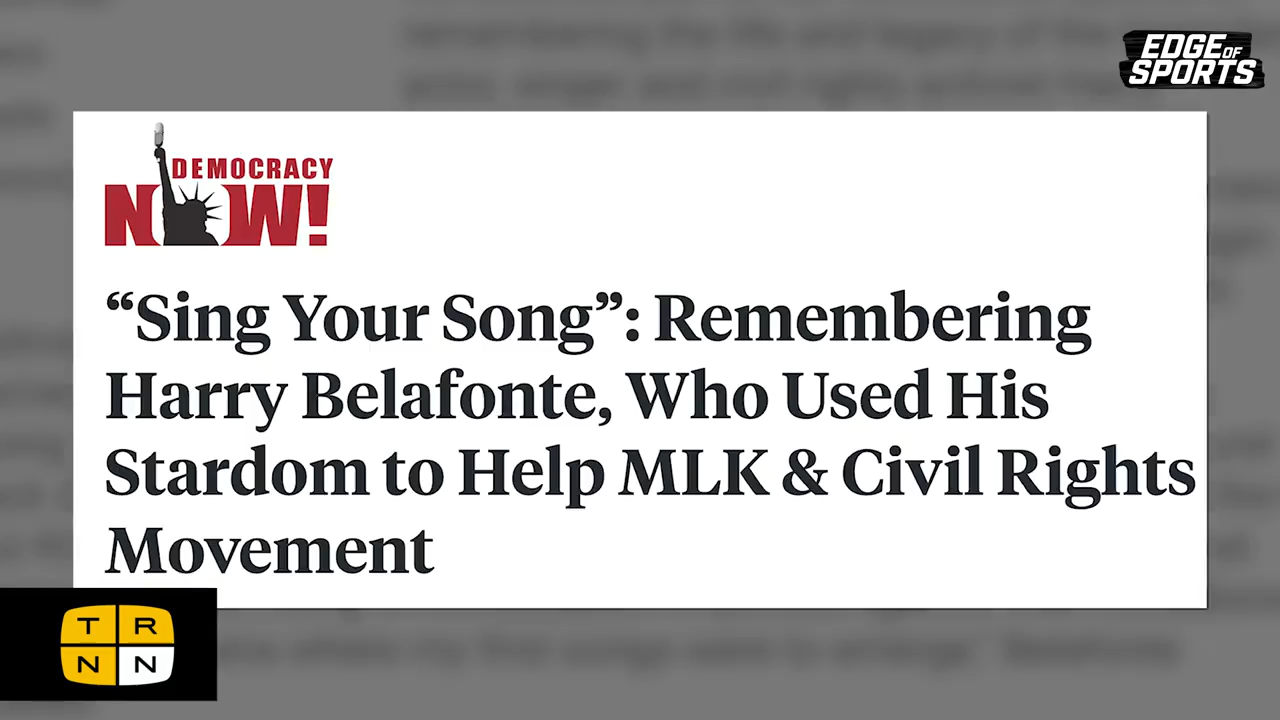 EDGE OF
SPORTS
DEMOCRACY
NOW!
“Sing Your Song”: Remembering
Harry Belafonte, Who Used His
Stardom to Help MLK & Civil Rights
Movement
T R
N N